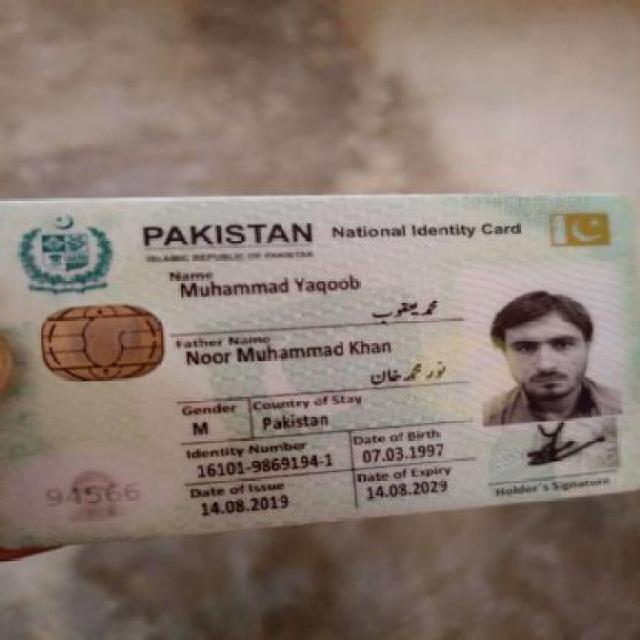 PAKISTAN National Identity Card
ISLAMIC REPUBLIC OF PAKISTAN
Name
Muhammad Yaqoob
محمد یعقوب
Father Name
Noor Muhammad Khan
نور محمد خان
Gender Country of Stay
M Pakistan
Identity Number Date of Birth
16101-9869194-1 07.03.1997
Date of Issue Date of Expiry
14.08.2019 14.08.2029
94566
Holder's Signature